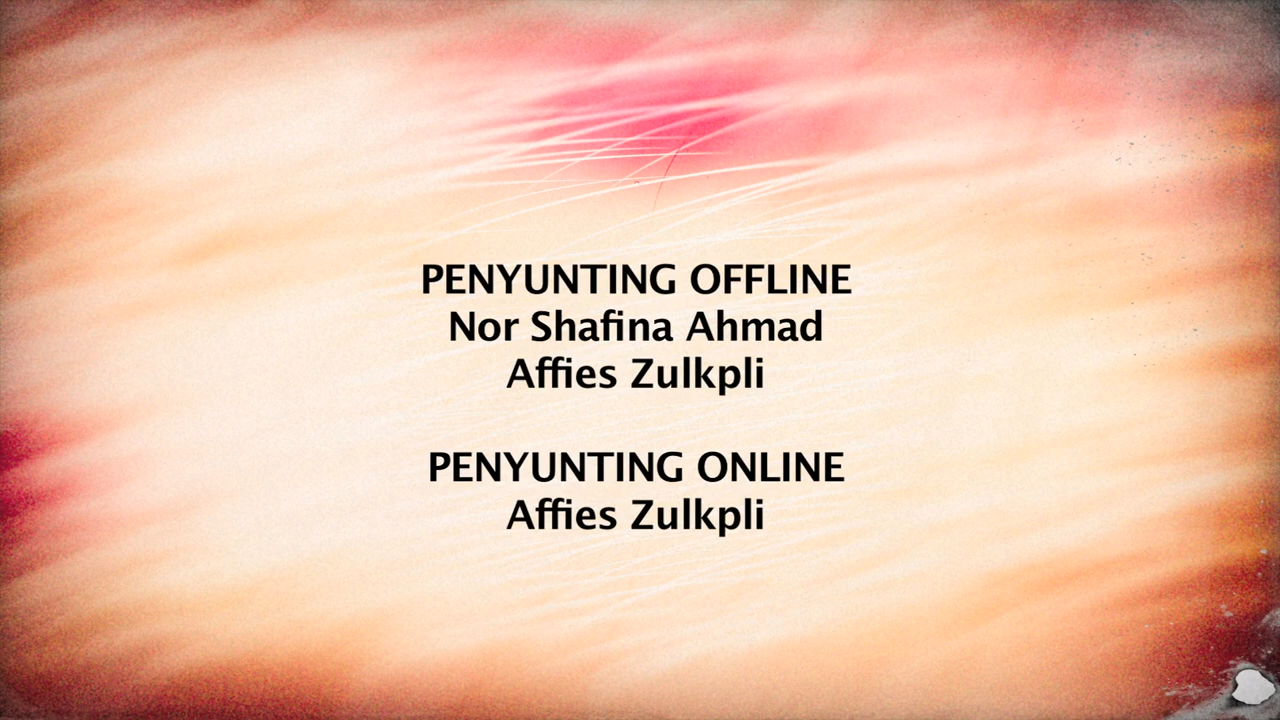 PENYUNTING OFFLINE
Nor Shafina Ahmad
Affies Zulkpli
PENYUNTING ONLINE
Affies Zulkpli